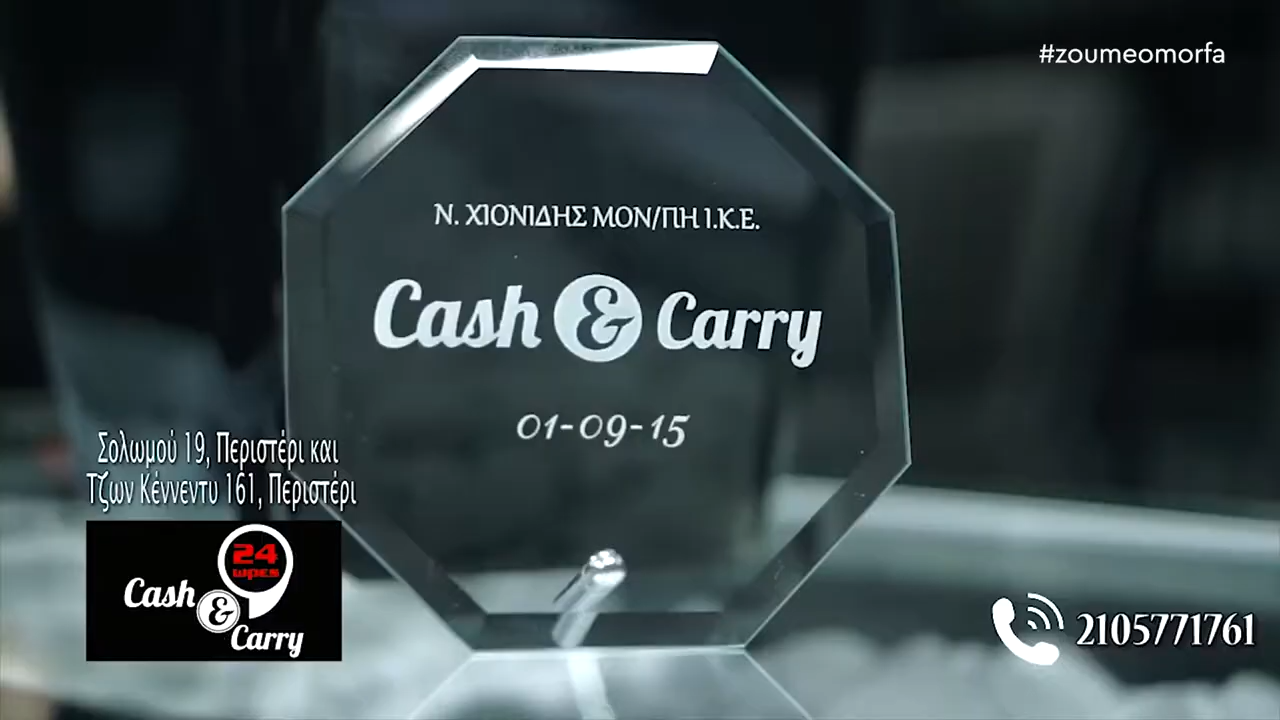 #zoumeomorfa
Ν. ΧΙΟΝΙΔΗΣ ΜΟΝ/ΠΗ Ι.Κ.Ε.
Cash & Carry
01-09-15
Σολωμού 19, Περιστέρι και
Τζων Κέννεντυ 161, Περιστέρι
24
ωρες
Cash
&
Carry
2105771761